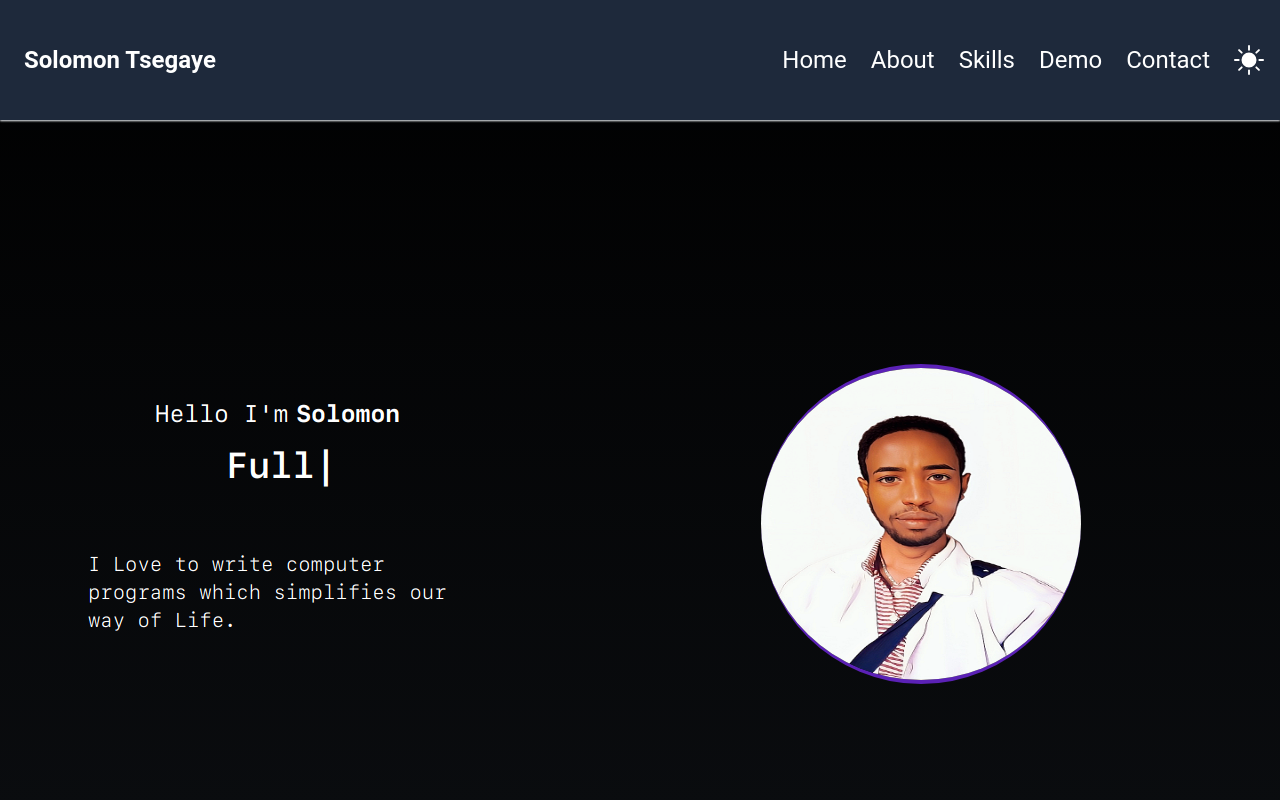 Solomon Tsegaye
Home About Skills Demo Contact
Hello I'm Solomon
Full|
I Love to write computer
programs which simplifies our
way of Life.